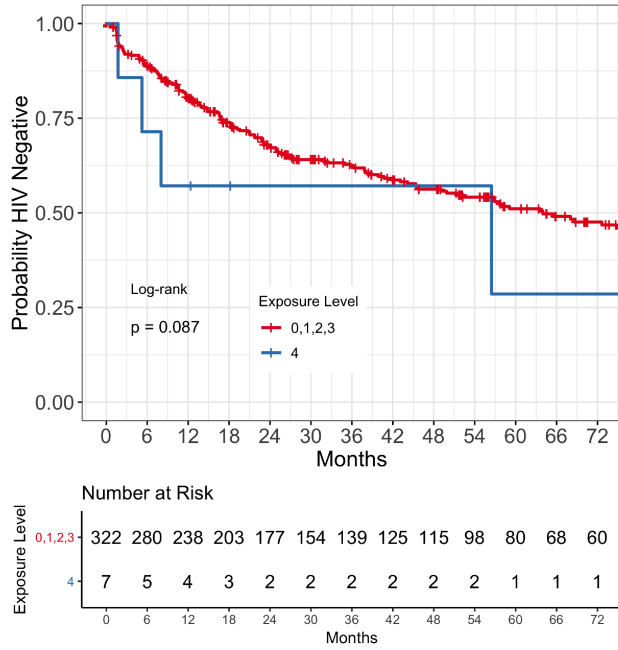 Probability HIV Negative
1.00
0.75
0.50
0.25
0.00
Log-rank
p = 0.087
Exposure Level
0,1,2,3
4
0 6 12 18 24 30 36 42 48 54 60 66 72
Months
Number at Risk
Exposure Level
0,1,2,3 322 280 238 203 177 154 139 125 115 98 80 68 60
4 7 5 4 3 2 2 2 2 2 2 1 1 1
0 6 12 18 24 30 36 42 48 54 60 66 72
Months